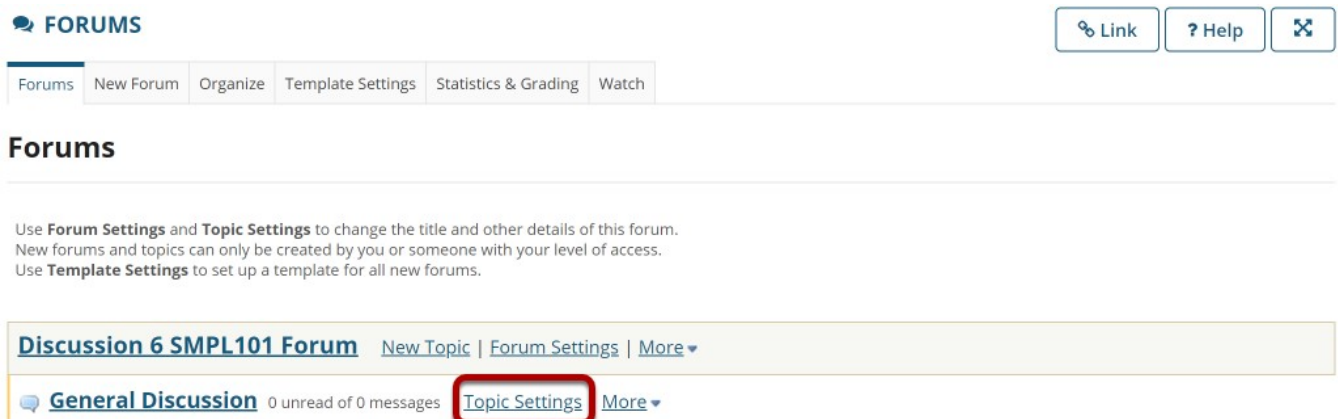 FORUMS
Link
? Help
Forums New Forum Organize Template Settings Statistics & Grading Watch
Forums
Use Forum Settings and Topic Settings to change the title and other details of this forum.
New forums and topics can only be created by you or someone with your level of access.
Use Template Settings to set up a template for all new forums.
Discussion 6 SMPL101 Forum New Topic | Forum Settings | More
General Discussion 0 unread of 0 messages Topic Settings More